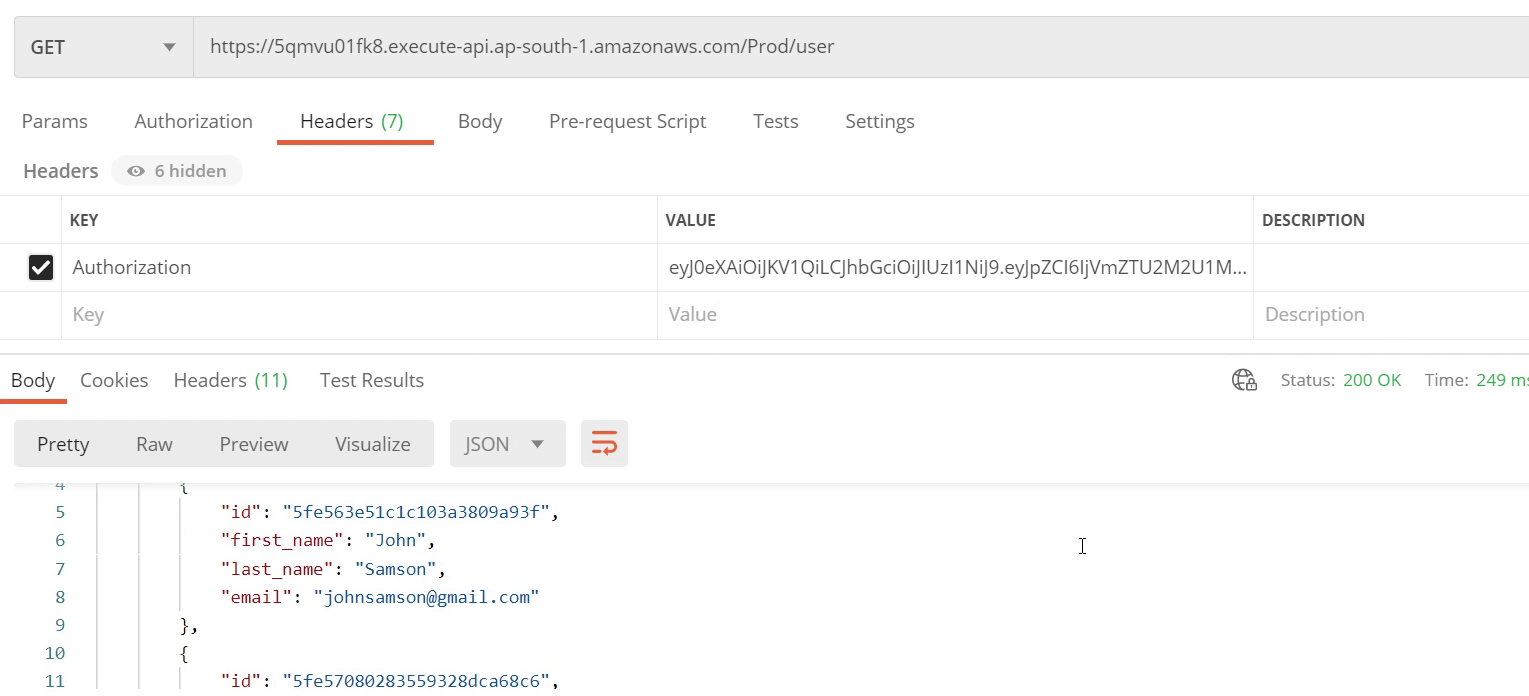 GET https://5qmvu01fk8.execute-api.ap-south-1.amazonaws.com/Prod/user
Params Authorization Headers (7) Body Pre-request Script Tests Settings
Headers 6 hidden
KEY VALUE DESCRIPTION
Authorization eyJ0eXAiOiJKV1QiLCJhbGciOiJIUzI1NiJ9.eyJpZCI6IjVmZTU2M2U1M...
Key Value Description
Body Cookies Headers (11) Test Results Status: 200 OK Time: 249 ms
Pretty Raw Preview Visualize JSON
4 {
5 "id": "5fe563e51c1c103a3809a93f",
6 "first_name": "John",
7 "last_name": "Samson",
8 "email": "johnsamson@gmail.com"
9 },
10 {
11 "id": "5fe57080283559328dca68c6",